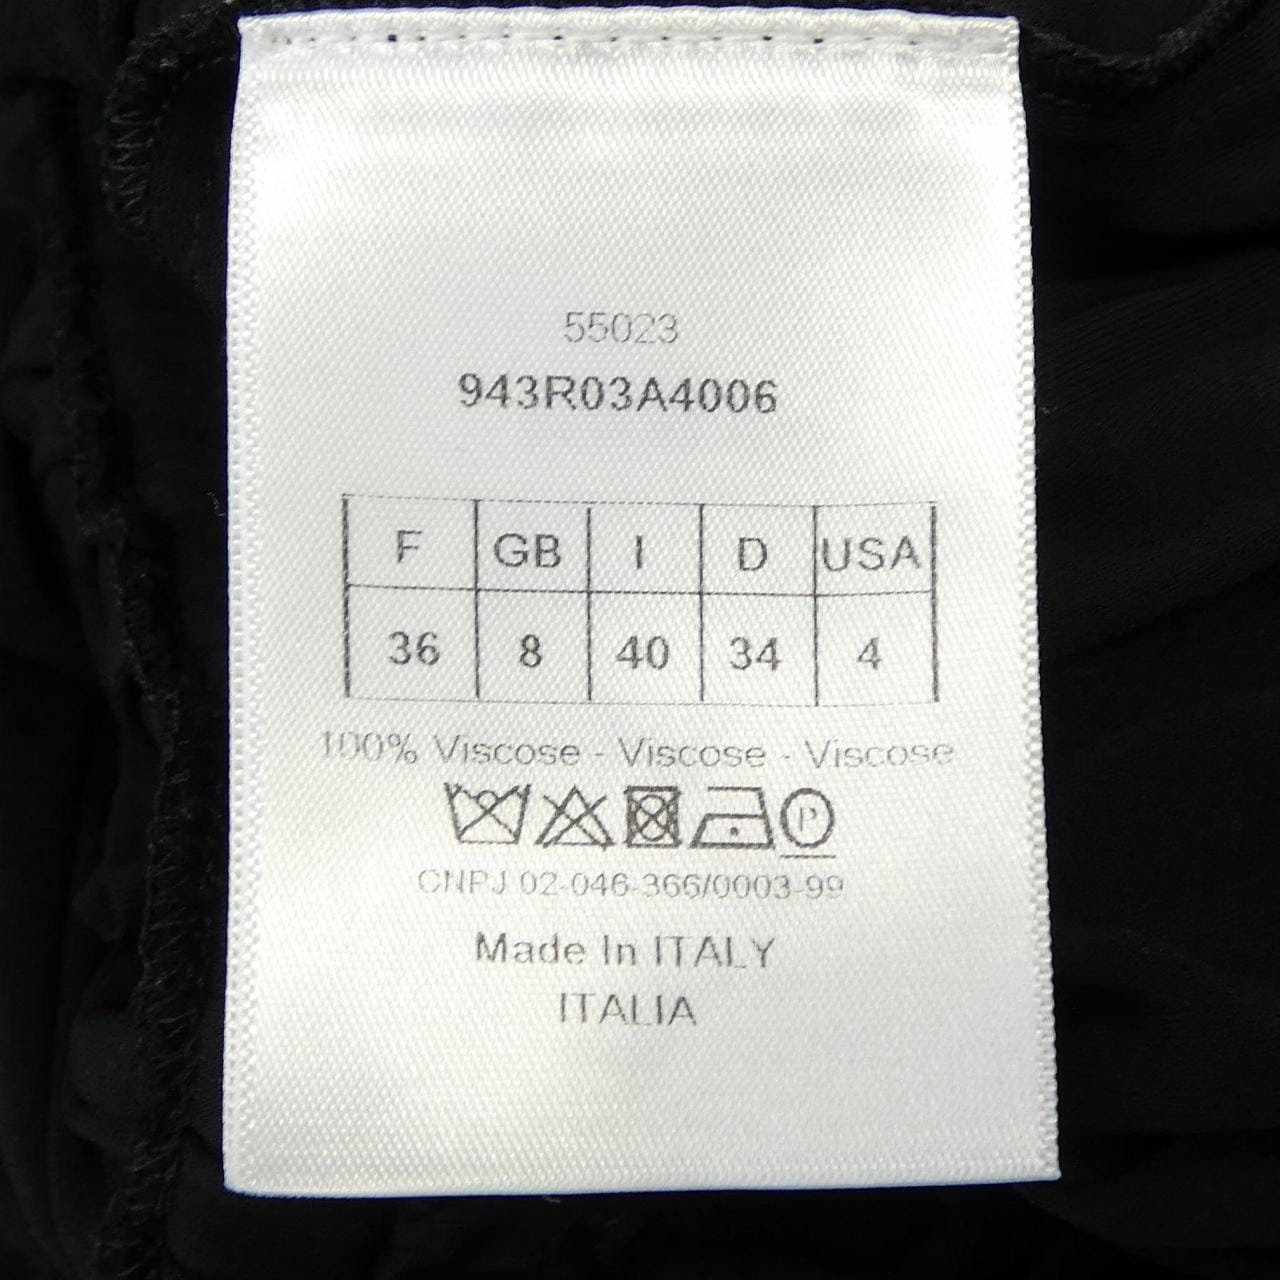 55023
943R03A4006
F GB I D USA
36 8 40 34 4
100% Viscose - Viscose - Viscose
P
CNPJ 02-046-366/0003-99
Made In ITALY
ITALIA